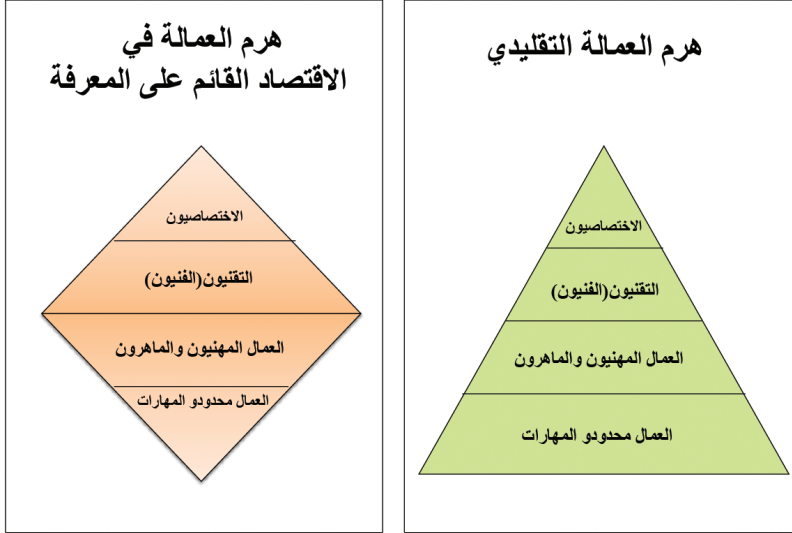 هرم العمالة التقليدي
الاختصاصيون
التقنيون(الفنيون)
العمال المهنيون والماهرون
العمال محدودو المهارات
هرم العمالة في
الاقتصاد القائم على المعرفة
الاختصاصيون
التقنيون(الفنيون)
العمال المهنيون والماهرون
العمال محدودو المهارات